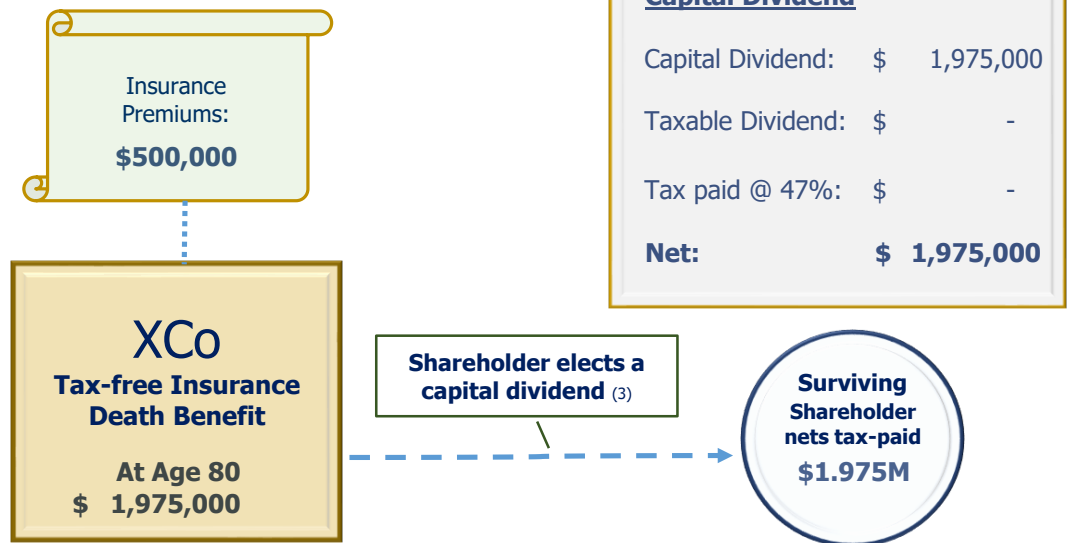 Capital Dividend
Capital Dividend: $ 1,975,000
Taxable Dividend: $ -
Tax paid @ 47%: $ -
Net: $ 1,975,000
Insurance
Premiums:
$500,000
XCo
Tax-free Insurance
Death Benefit
At Age 80
$ 1,975,000
Shareholder elects a
capital dividend (3)
Surviving
Shareholder
nets tax-paid
$1.975M